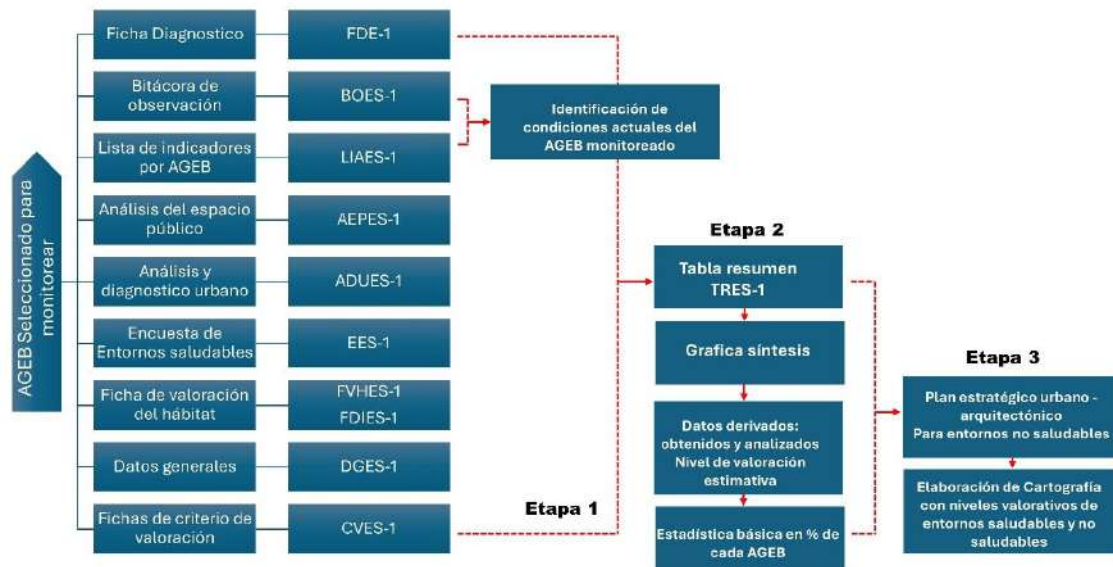 AGEB Seleccionado para
monitorear
Ficha Diagnostico
FDE-1
Bitácora de
observación
BOES-1
Lista de indicadores
por AGEB
LIAES-1
Análisis del espacio
público
AEPES-1
Análisis y
diagnostico urbano
ADUES-1
Encuesta de
Entornos saludables
EES-1
Ficha de valoración
del hábitat
FVHES-1
FDIES-1
Datos generales
DGES-1
Fichas de criterio de
valoración
CVES-1
Etapa 1
Identificación de
condiciones actuales del
AGEB monitoreado
Etapa 2
Tabla resumen
TRES-1
Grafica síntesis
Datos derivados:
obtenidos y analizados
Nivel de valoración
estimativa
Estadística básica en % de
cada AGEB
Etapa 3
Plan estratégico urbano -
arquitectónico
Para entornos no saludables
Elaboración de Cartografía
con niveles valorativos de
entornos saludables y no
saludables